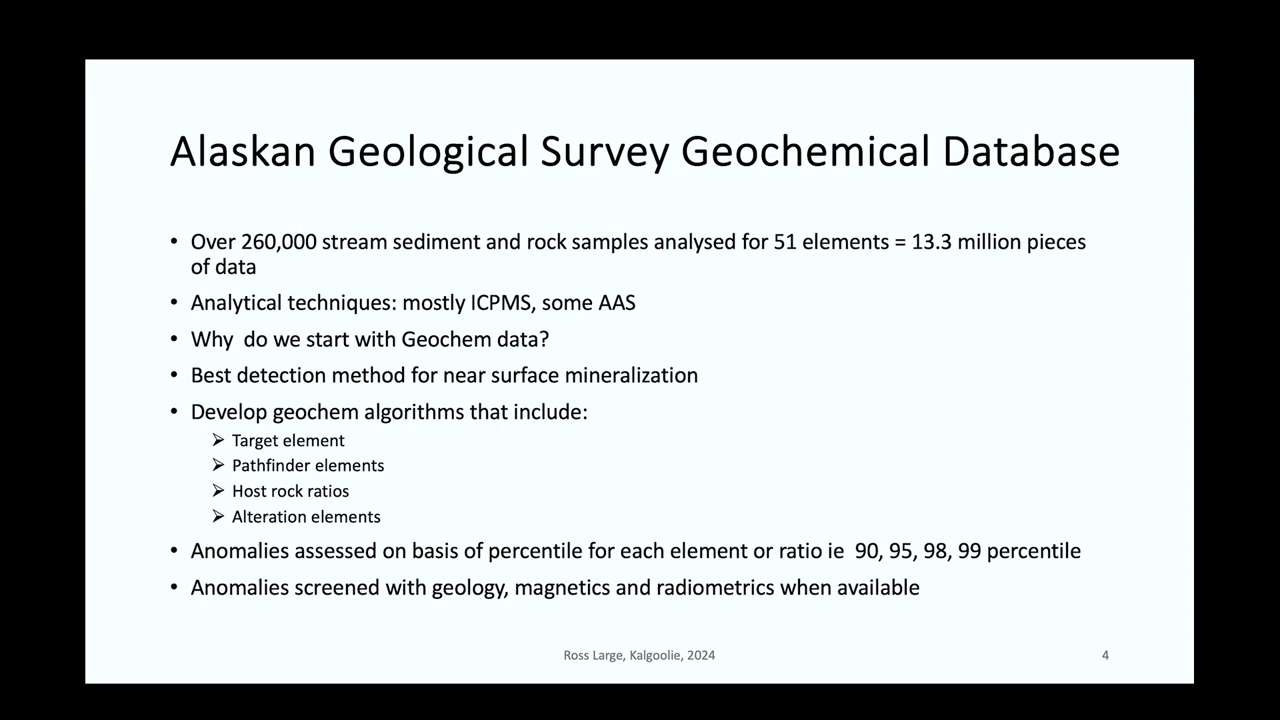 Alaskan Geological Survey Geochemical Database
• Over 260,000 stream sediment and rock samples analysed for 51 elements = 13.3 million pieces
of data
• Analytical techniques: mostly ICPMS, some AAS
• Why  do we start with Geochem data?
• Best detection method for near surface mineralization
• Develop geochem algorithms that include:
➢ Target element
➢ Pathfinder elements
➢ Host rock ratios
➢ Alteration elements
• Anomalies assessed on basis of percentile for each element or ratio ie  90, 95, 98, 99 percentile
• Anomalies screened with geology, magnetics and radiometrics when available
Ross Large, Kalgoolie, 2024
4